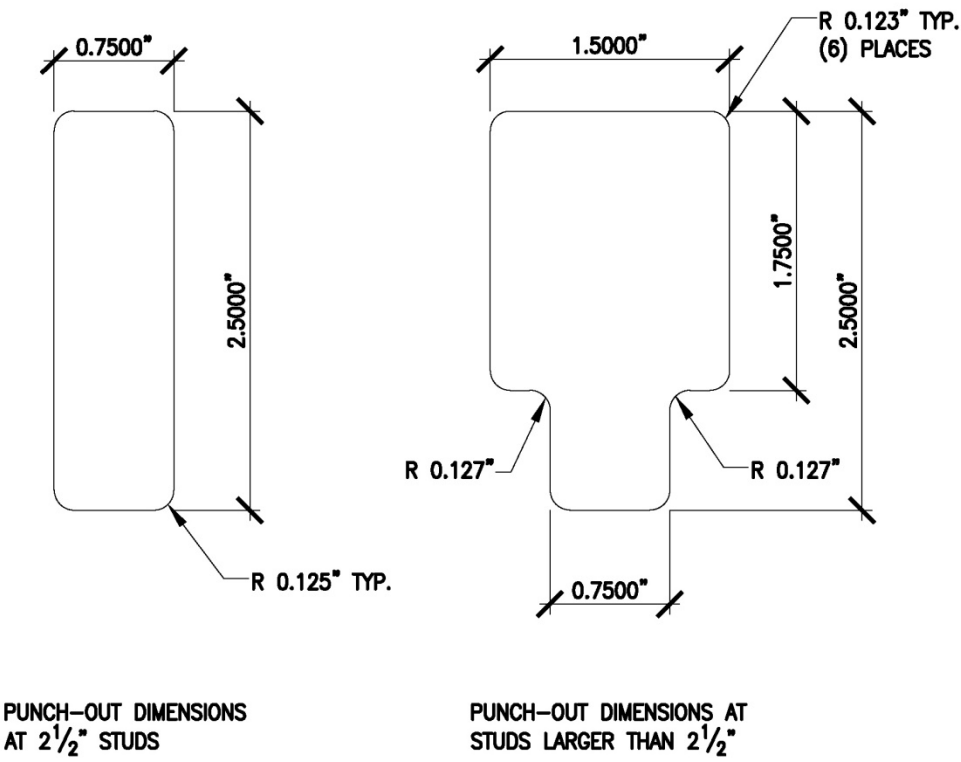 0.7500"
2.5000"
R 0.125" TYP.
PUNCH-OUT DIMENSIONS
AT 2 1/2" STUDS
1.5000"
R 0.123" TYP.
(6) PLACES
1.7500"
2.5000"
R 0.127"
R 0.127"
0.7500"
PUNCH-OUT DIMENSIONS AT
STUDS LARGER THAN 2 1/2"